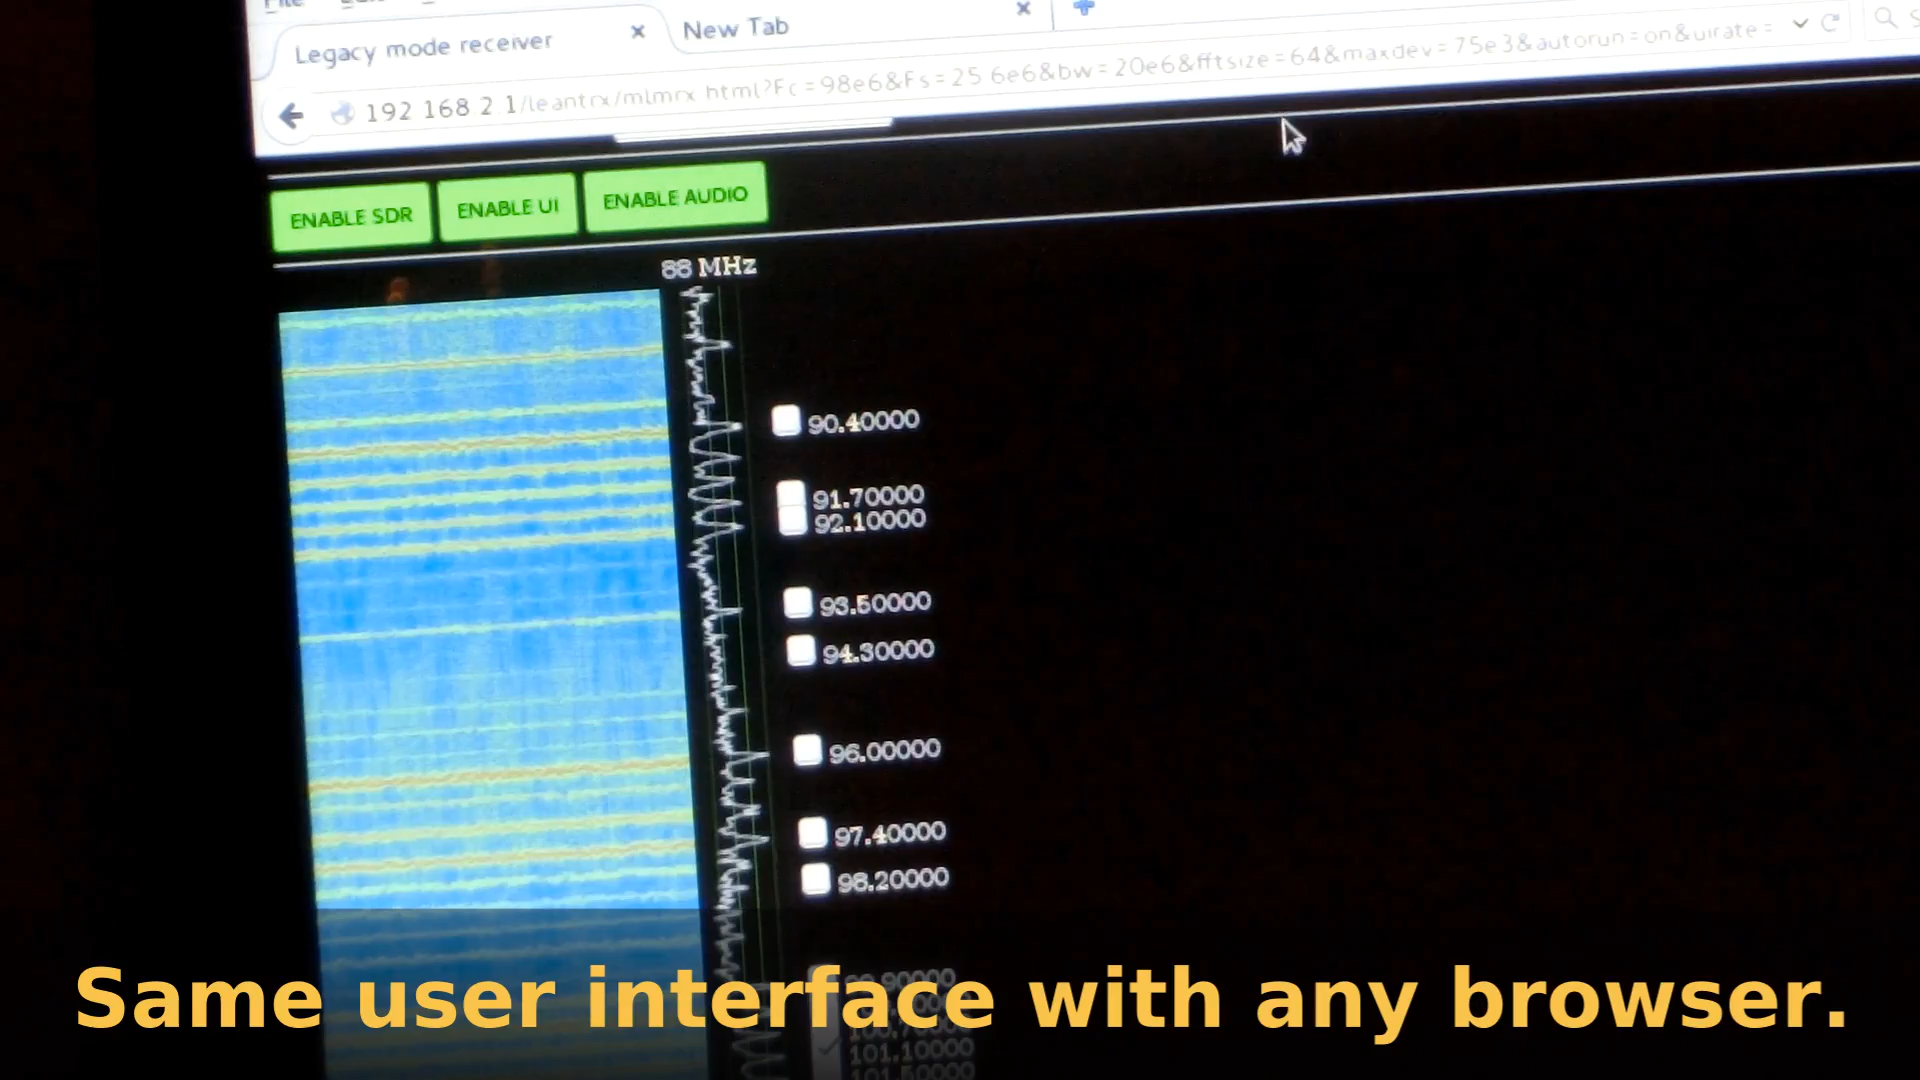 Legacy mode receiver
New Tab
192 168 2 1/leantrx/mlmrx html?Fc=98e6&Fs=25 6e6&bw=20e6&fftsize=64&maxdev=75e3&autorun=on&uirate=
ENABLE SDR
ENABLE UI
ENABLE AUDIO
88 MHz
90.40000
91.70000
92.10000
93.50000
94.30000
96.00000
97.40000
98.20000
101.10000
101.50000
Same user interface with any browser.